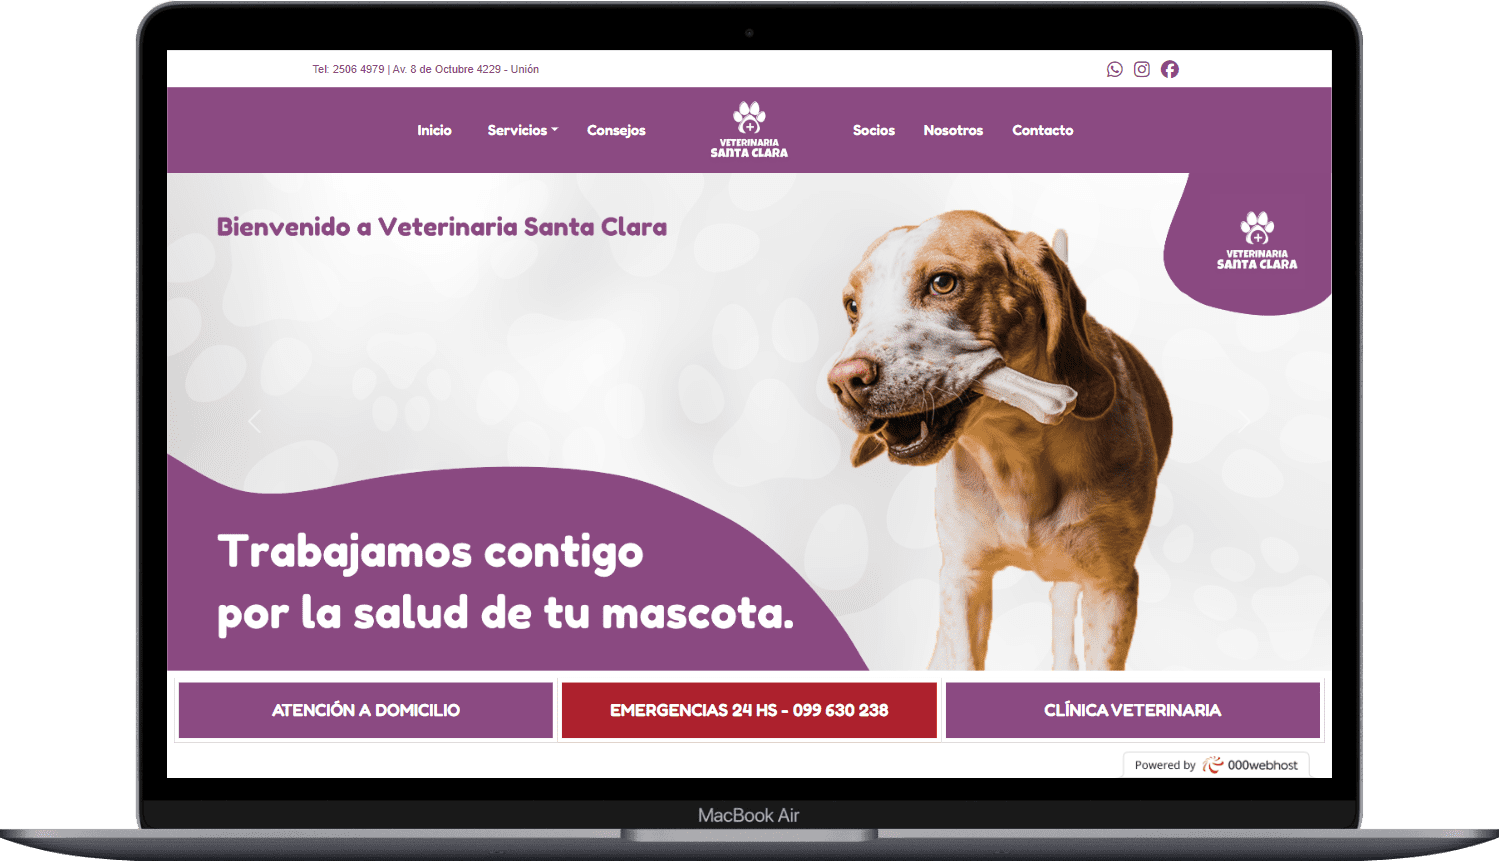 Tel: 2506 4979 | Av. 8 de Octubre 4229 - Unión
Inicio
Servicios
Consejos
VETERINARIA
SANTA CLARA
Socios
Nosotros
Contacto
Bienvenido a Veterinaria Santa Clara
VETERINARIA
SANTA CLARA
Trabajamos contigo
por la salud de tu mascota.
ATENCIÓN A DOMICILIO
EMERGENCIAS 24 HS - 099 630 238
CLÍNICA VETERINARIA
Powered by 000webhost
MacBook Air